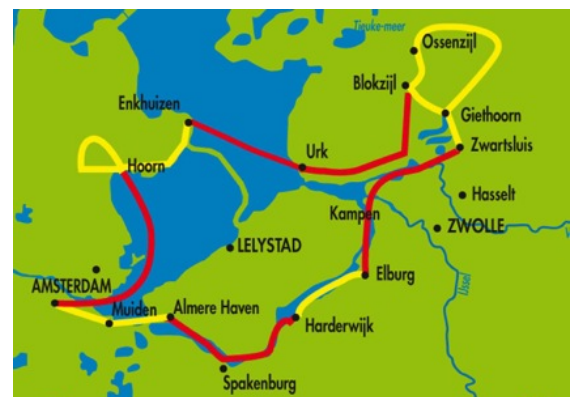 Tjeuke-meer
Ossenzijl
Blokzijl
Enkhuizen
Giethoorn
Urk
Zwartsluis
Hoorn
Hasselt
Kampen
ZWOLLE
LELYSTAD
Elburg
IJssel
AMSTERDAM
Muiden
Almere Haven
Harderwijk
Spakenburg